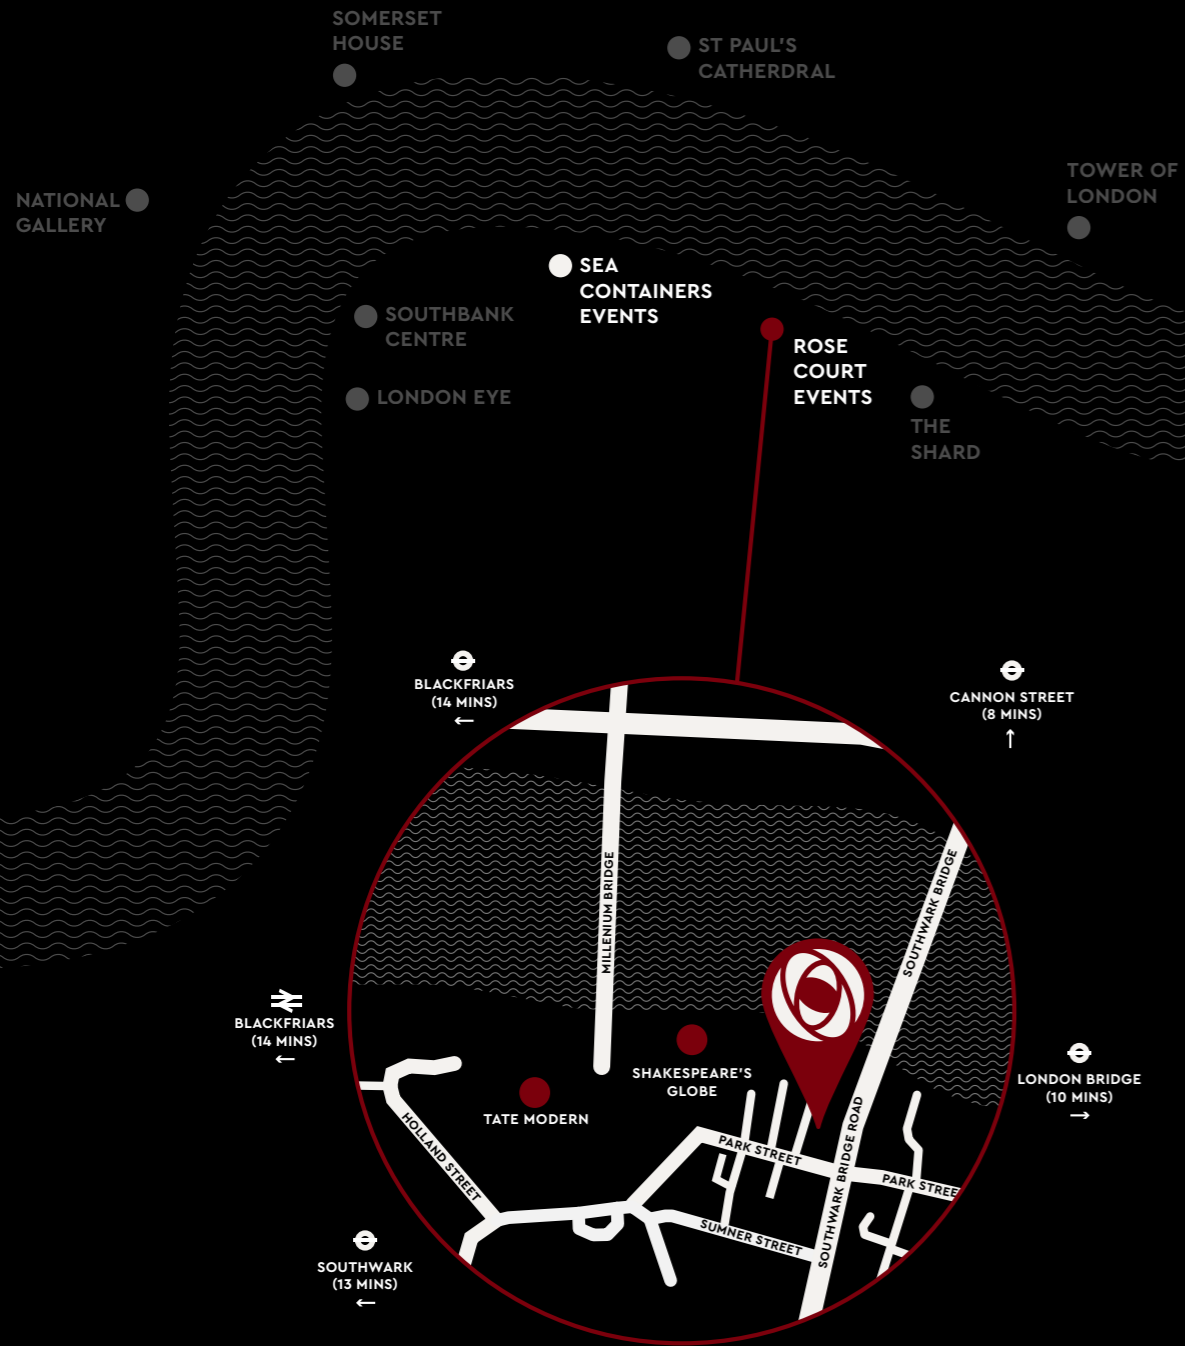 SOMERSET
HOUSE
ST PAUL'S
CATHERDRAL
NATIONAL
GALLERY
TOWER OF
LONDON
SEA
CONTAINERS
EVENTS
SOUTHBANK
CENTRE
ROSE
COURT
EVENTS
LONDON EYE
THE
SHARD
BLACKFRIARS
(14 MINS)
←
CANNON STREET
(8 MINS)
↑
MILLENIUM BRIDGE
SOUTHWARK BRIDGE
BLACKFRIARS
(14 MINS)
←
SHAKESPEARE'S
GLOBE
TATE MODERN
LONDON BRIDGE
(10 MINS)
→
HOLLAND STREET
PARK STREET
SOUTHWARK BRIDGE ROAD
PARK STREE
SUMNER STREET
SOUTHWARK
(13 MINS)
←